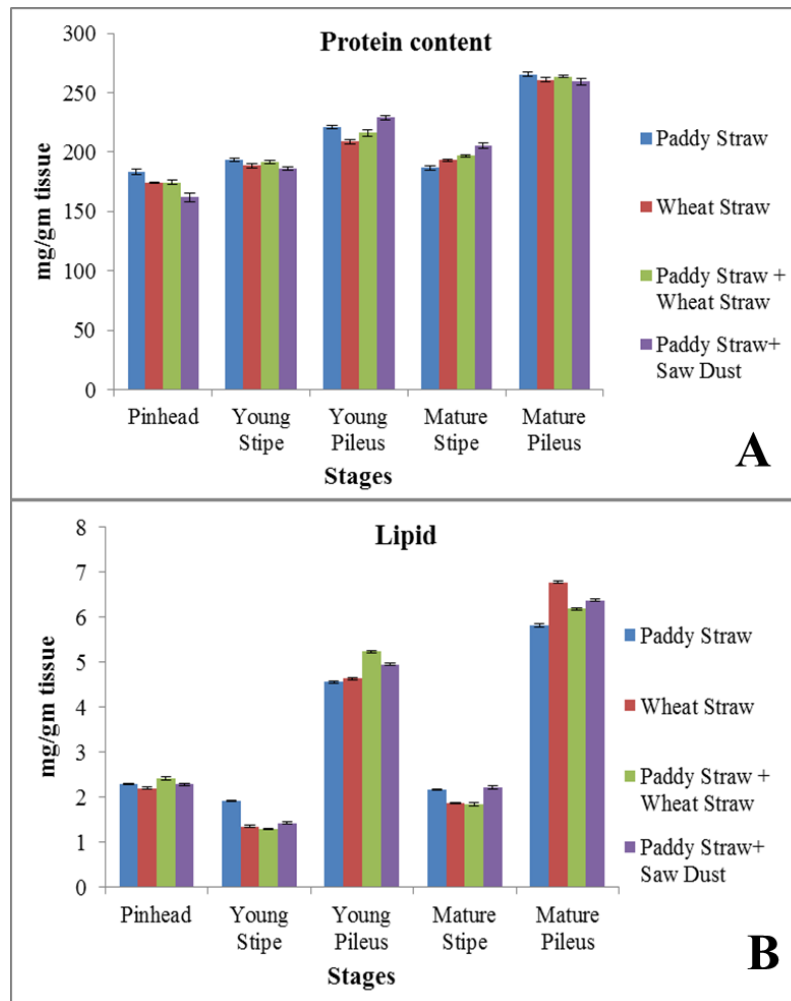 Protein content
300
250
200
150
100
50
0
mg/gm tissue
Pinhead
Young
Stipe
Young
Pileus
Mature
Stipe
Mature
Pileus
Stages
Paddy Straw
Wheat Straw
Paddy Straw +
Wheat Straw
Paddy Straw+
Saw Dust
A
Lipid
8
7
6
5
4
3
2
1
0
mg/gm tissue
Pinhead
Young
Stipe
Young
Pileus
Mature
Stipe
Mature
Pileus
Stages
Paddy Straw
Wheat Straw
Paddy Straw +
Wheat Straw
Paddy Straw+
Saw Dust
B